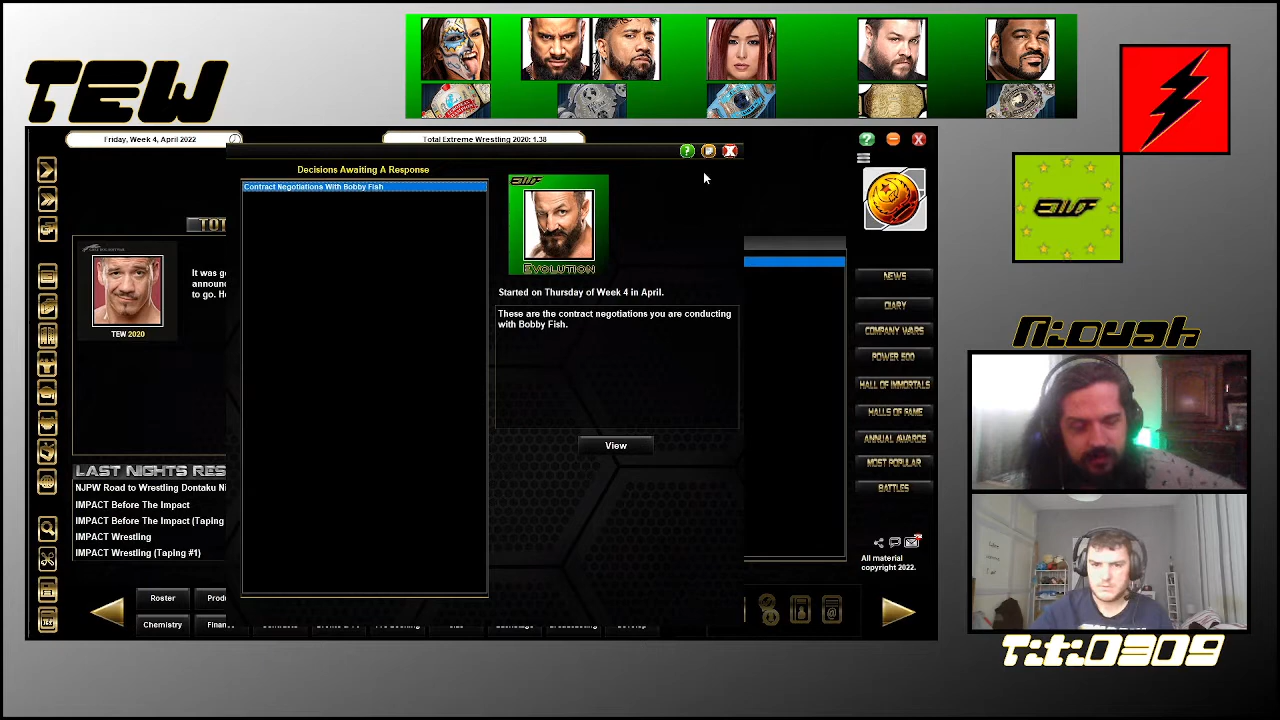 TEW
Friday, Week 4, April 2022
Total Extreme Wrestling 2020: 1.38
Decisions Awaiting A Response
Contract Negotiations With Bobby Fish
EWF
EVOLUTION
Started on Thursday of Week 4 in April.
These are the contract negotiations you are conducting
with Bobby Fish.
View
TOT
It was g
announ
to go. H
TEW 2020
LAST NIGHTS RES
NJPW Road to Wrestling Dontaku Ni
IMPACT Before The Impact
IMPACT Before The Impact (Taping
IMPACT Wrestling
IMPACT Wrestling (Taping #1)
Roster
Prod
Chemistry
Financ
NEWS
DIARY
COMPANY WARS
POWER 500
HALL OF IMMORTALS
HALLS OF FAME
ANNUAL AWARDS
MOST POPULAR
BATTLES
All material
copyright 2022.
EWF
T:t:0309